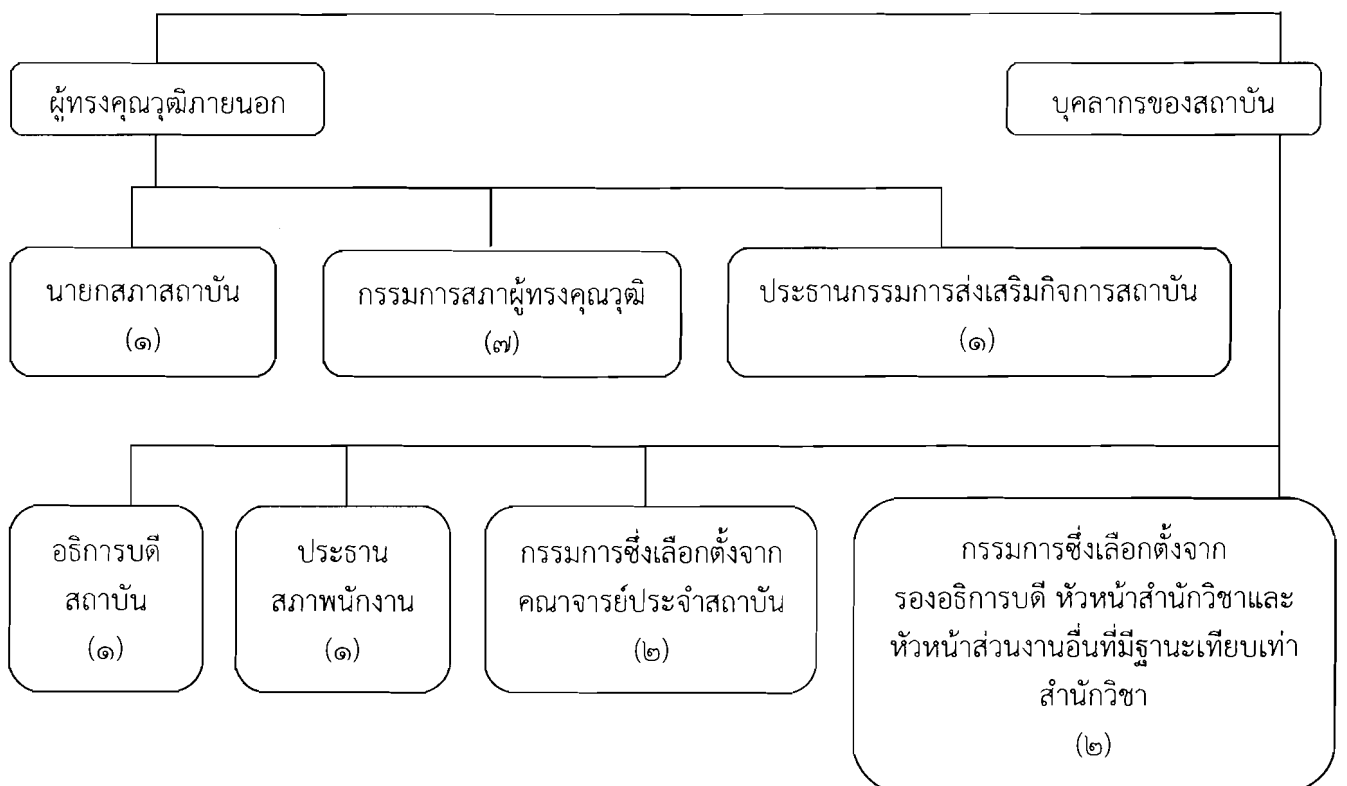 ผู้ทรงคุณวุฒิภายนอก
บุคลากรของสถาบัน
นายกสภาสถาบัน
(๑)
กรรมการสภาผู้ทรงคุณวุฒิ
(๗)
ประธานกรรมการส่งเสริมกิจการสถาบัน
(๑)
อธิการบดี
สถาบัน
(๑)
ประธาน
สภาพนักงาน
(๑)
กรรมการซึ่งเลือกตั้งจาก
คณาจารย์ประจำสถาบัน
(๒)
กรรมการซึ่งเลือกตั้งจาก
รองอธิการบดี หัวหน้าสำนักวิชาและ
หัวหน้าส่วนงานอื่นที่มีฐานะเทียบเท่า
สำนักวิชา
(๒)